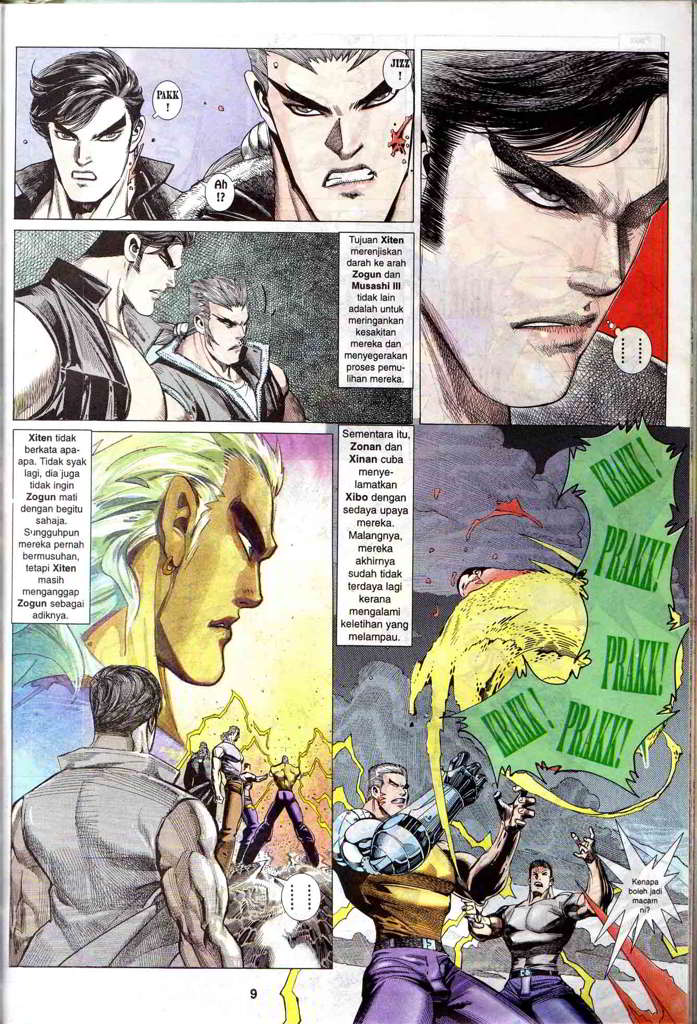 PAKK
!
JIZZ
!
Ah
!?
Tujuan Xiten
merenjiskan
darah ke arah
Zogun dan
Musashi III
tidak lain
adalah untuk
meringankan
kesakitan
mereka dan
menyegerakan
proses pemu-
lihan mereka.
Xiten tidak
berkata apa-
apa. Tidak syak
lagi, dia juga
tidak ingin
Zogun mati
dengan begitu
sahaja.
Sungguhpun
mereka pernah
bermusuhan,
tetapi Xiten
masih
menganggap
Zogun sebagai
adiknya.
Sementara itu,
Zonan dan
Xinan cuba
menye-
lamatkan
Xibo dengan
sedaya upaya
mereka.
Malangnya,
mereka
akhirnya
sudah tidak
terdaya lagi
kerana
mengalami
keletihan yang
melampau.
KRAKK!
PRAKK!
PRAKK!
KRAKK!
PRAKK!
Kenapa
boleh jadi
macam
ni?
9